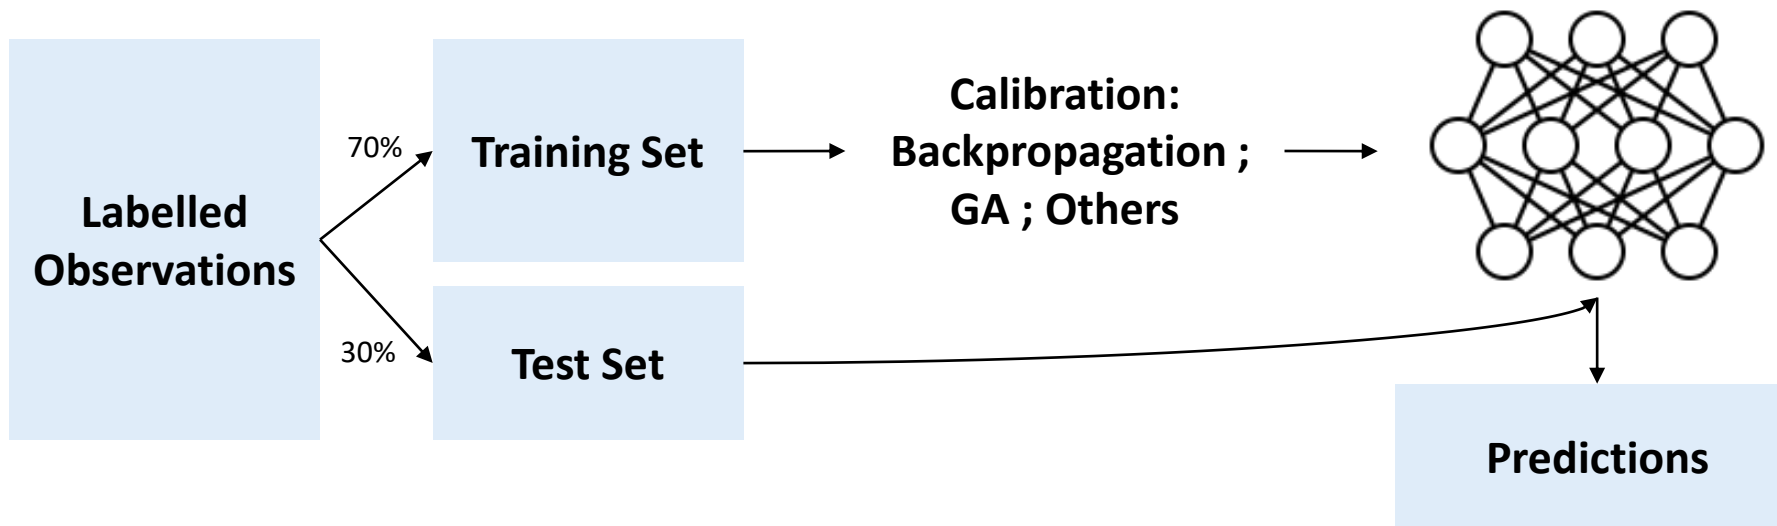 Labelled
Observations
70%
30%
Training Set
Test Set
Calibration:
Backpropagation ;
GA ; Others
Predictions